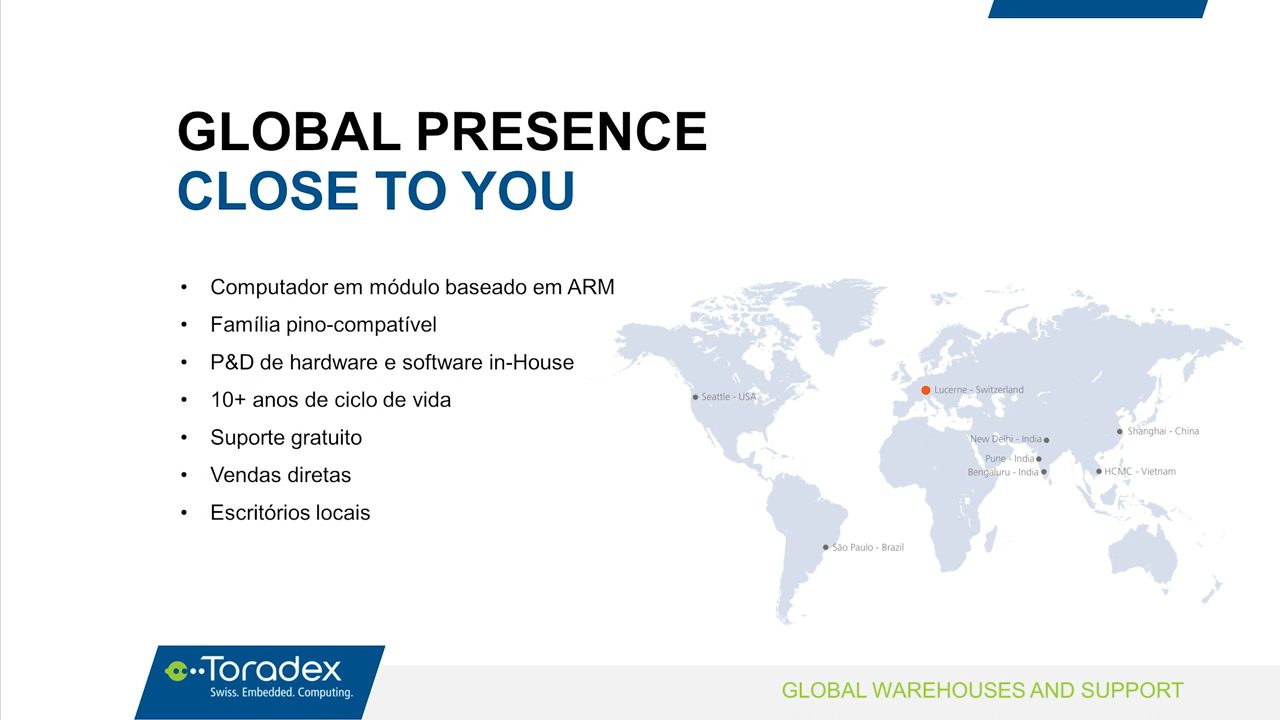 GLOBAL PRESENCE
CLOSE TO YOU
• Computador em módulo baseado em ARM
• Família pino-compatível
• P&D de hardware e software in-House
• 10+ anos de ciclo de vida
• Suporte gratuito
• Vendas diretas
• Escritórios locais
Seattle - USA
Lucerne - Switzerland
New Delhi - India
Pune - India
Bengaluru - India
Shanghai - China
HCMC - Vietnam
São Paulo - Brazil
Toradex
Swiss. Embedded. Computing.
GLOBAL WAREHOUSES AND SUPPORT